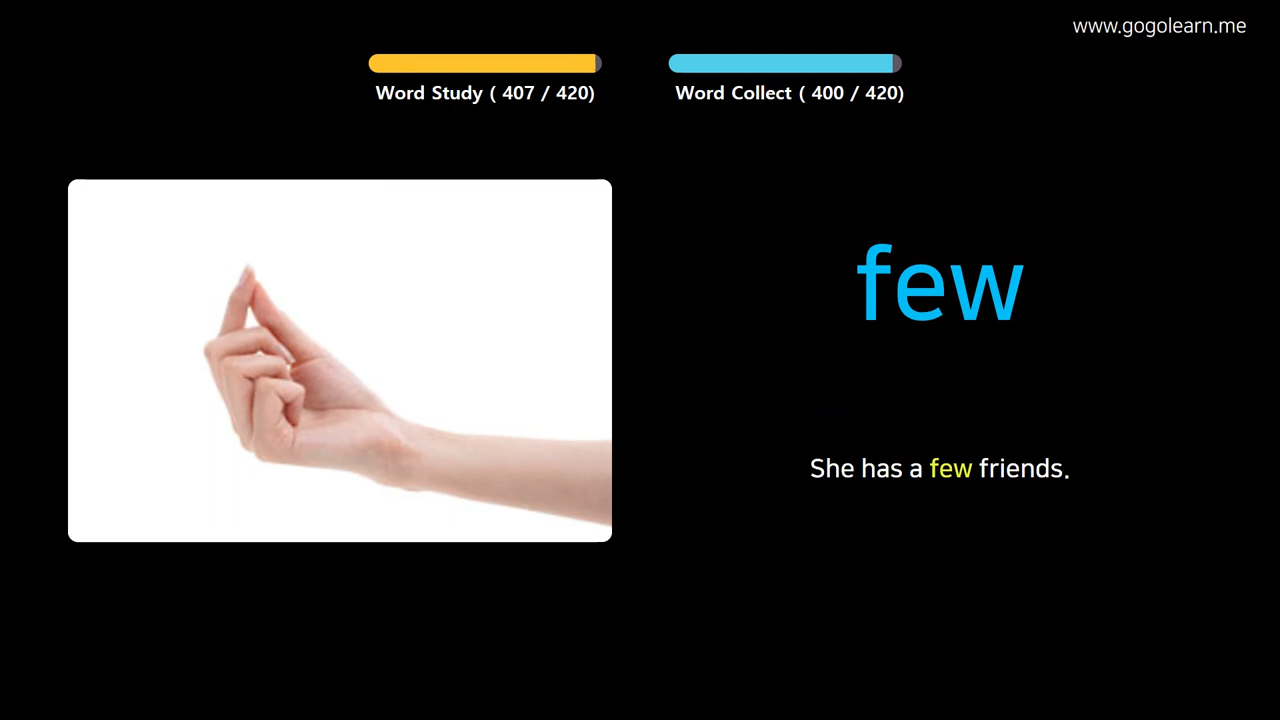 www.gogolearn.me
Word Study ( 407 / 420)
Word Collect ( 400 / 420)
few
She has a few friends.